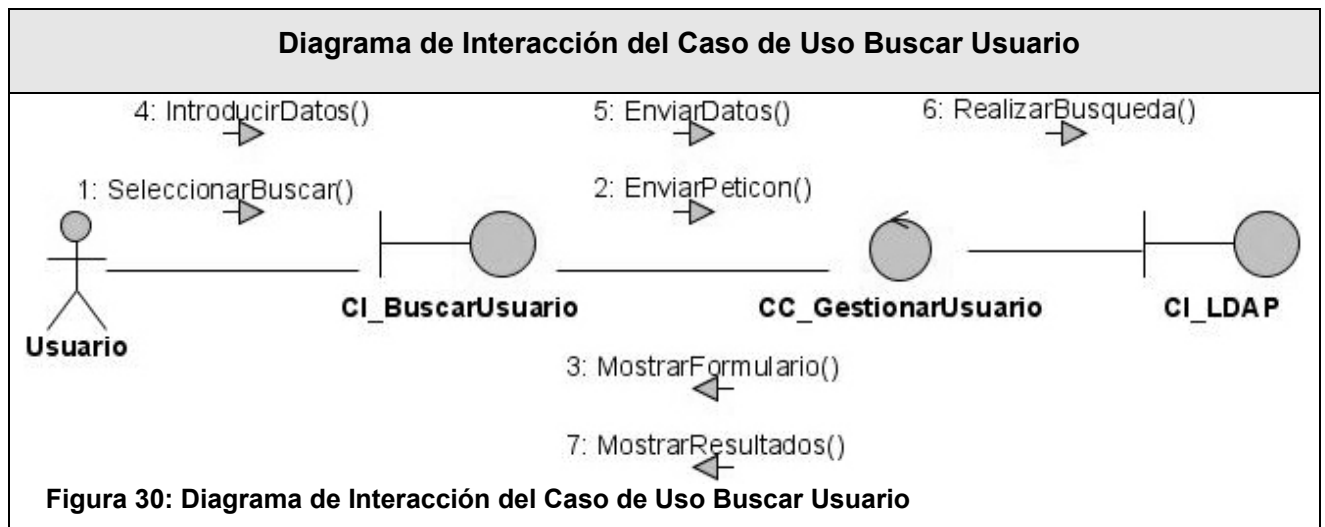 Diagrama de Interacción del Caso de Uso Buscar Usuario
4: IntroducirDatos()
5: EnviarDatos()
6: RealizarBusqueda()
1: SeleccionarBuscar()
2: EnviarPeticon()
CI_BuscarUsuario
CC_GestionarUsuario
CI_LDAP
Usuario
3: MostrarFormulario()
7: MostrarResultados()
Figura 30: Diagrama de Interacción del Caso de Uso Buscar Usuario